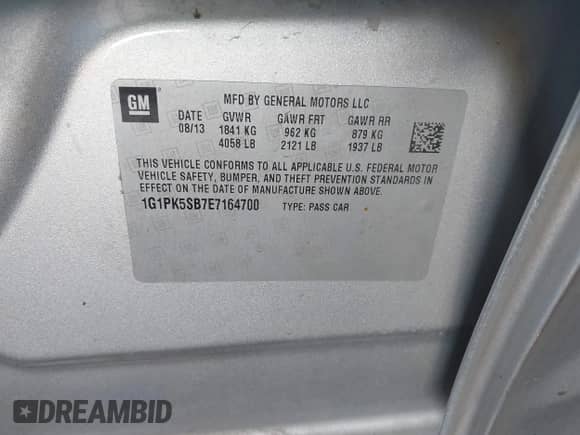 GM
MFD BY GENERAL MOTORS LLC
DATE GVWR GAWR FRT GAWR RR
08/13 1841 KG 962 KG 879 KG
4058 LB 2121 LB 1937 LB
THIS VEHICLE CONFORMS TO ALL APPLICABLE U.S. FEDERAL MOTOR
VEHICLE SAFETY, BUMPER, AND THEFT PREVENTION STANDARDS IN
EFFECT ON THE DATE OF MANUFACTURE SHOWN ABOVE.
1G1PK5SB7E7164700 TYPE: PASS CAR
DREAMBID